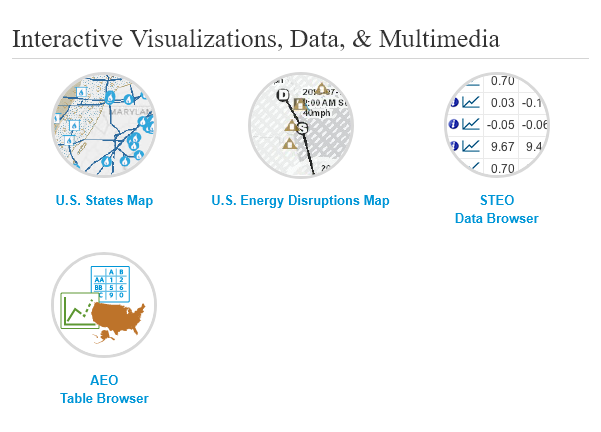 Interactive Visualizations, Data, & Multimedia
MARYLAN
D
:00 AM S
40mph
S
20
0.70
0.03 -0.1
-0.05 -0.06
9.67 9.4
0.70
U.S. States Map
U.S. Energy Disruptions Map
STEO
Data Browser
A B
AA 1 2
BB 5 6
C 9 0
AEO
Table Browser